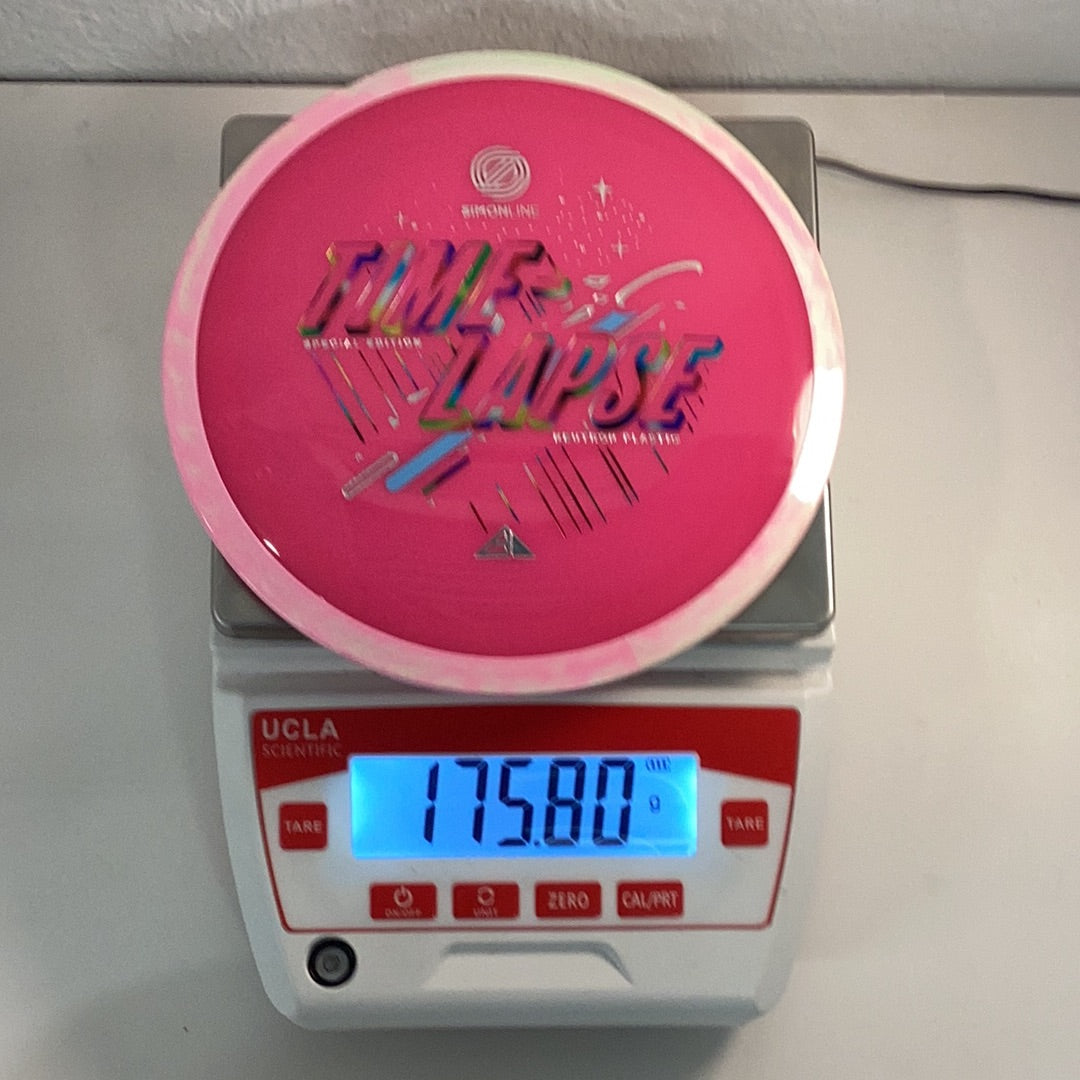 SIMONLINE
TIME-
SPECIAL EDITION
LAPSE
NEUTRON PLASTIC
UCLA
SCIENTIFIC
175.80 g
TARE
TARE
ON/OFF
UNIT
ZERO
CAL/PRT